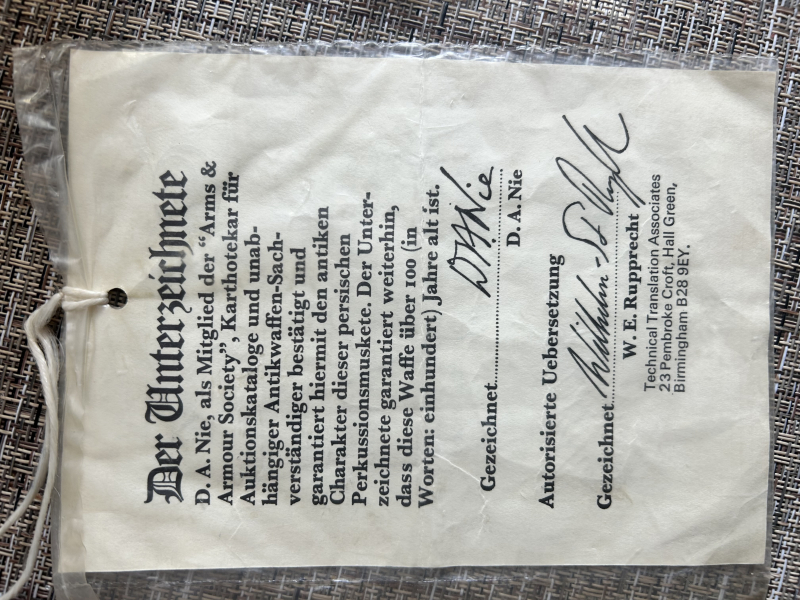 Der Unterzeichnete
D. A. Nie, als Mitglied der “Arms &
Armour Society”, Karthotekar für
Auktionskataloge und unab-
hängiger Antikwaffen-Sach-
verständiger bestätigt und
garantiert hiermit den antiken
Charakter dieser persischen
Perkussionsmuskete. Der Unter-
zeichnete garantiert weiterhin,
dass diese Waffe über 100 (in
Worten: einhundert) Jahre alt ist.
Gezeichnet..........D.A.Nie
D. A. Nie
Autorisierte Uebersetzung
Gezeichnet..........
W. E. Rupprecht
Technical Translation Associates
23 Pembroke Croft, Hall Green,
Birmingham B28 9EY.